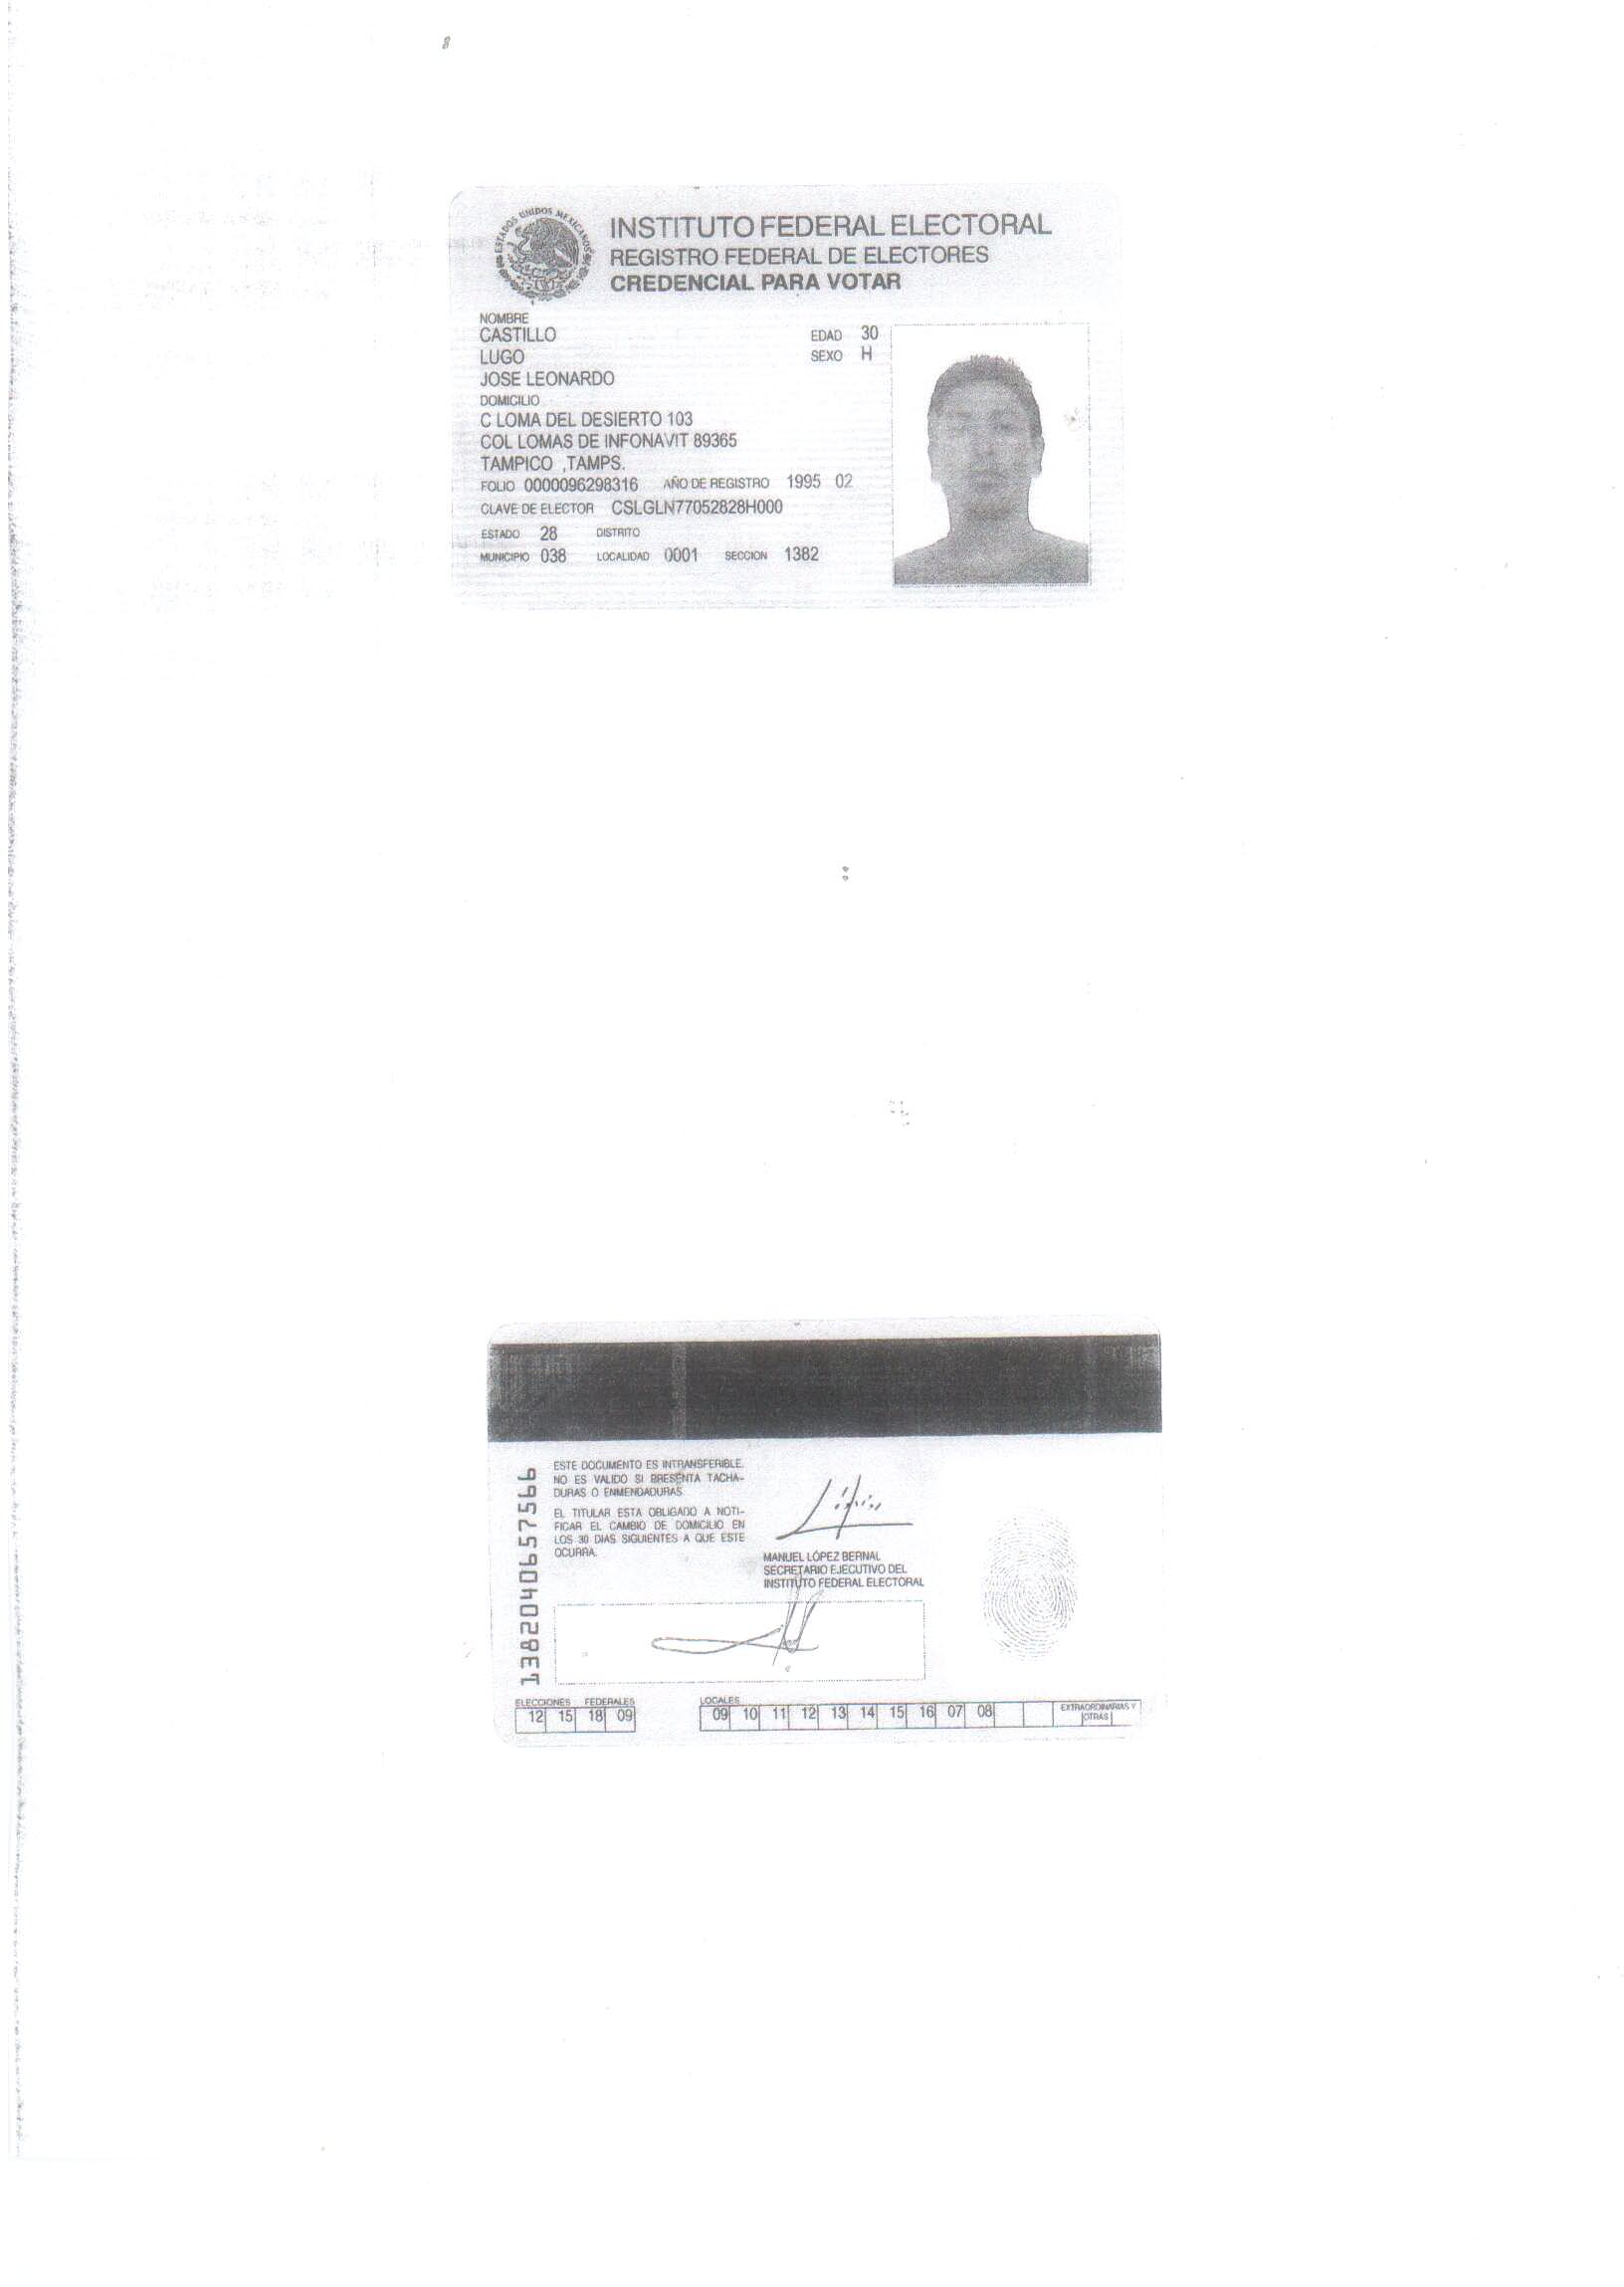 ESTADOS UNIDOS MEXICANOS
INSTITUTO FEDERAL ELECTORAL
REGISTRO FEDERAL DE ELECTORES
CREDENCIAL PARA VOTAR
NOMBRE
CASTILLO
EDAD 30
LUGO
SEXO H
JOSE LEONARDO
DOMICILIO
C LOMA DEL DESIERTO 103
COL LOMAS DE INFONAVIT 89365
TAMPICO ,TAMPS.
FOLIO 0000096298316 AÑO DE REGISTRO 1995 02
CLAVE DE ELECTOR CSLGLN77052828H000
ESTADO 28 DISTRITO
MUNICIPIO 038 LOCALIDAD 0001 SECCION 1382
1382040657566
ESTE DOCUMENTO ES INTRANSFERIBLE.
NO ES VALIDO SI PRESENTA TACHA-
DURAS O ENMENDADURAS
EL TITULAR ESTA OBLIGADO A NOTI-
FICAR EL CAMBIO DE DOMICILIO EN
LOS 30 DIAS SIGUIENTES A QUE ESTE
OCURRA.
MANUEL LÓPEZ BERNAL
SECRETARIO EJECUTIVO DEL
INSTITUTO FEDERAL ELECTORAL
ELECCIONES FEDERALES
12 15 18 09
LOCALES
09 10 11 12 13 14 15 16 07 08
EXTRAORDINARIAS Y
OTRAS